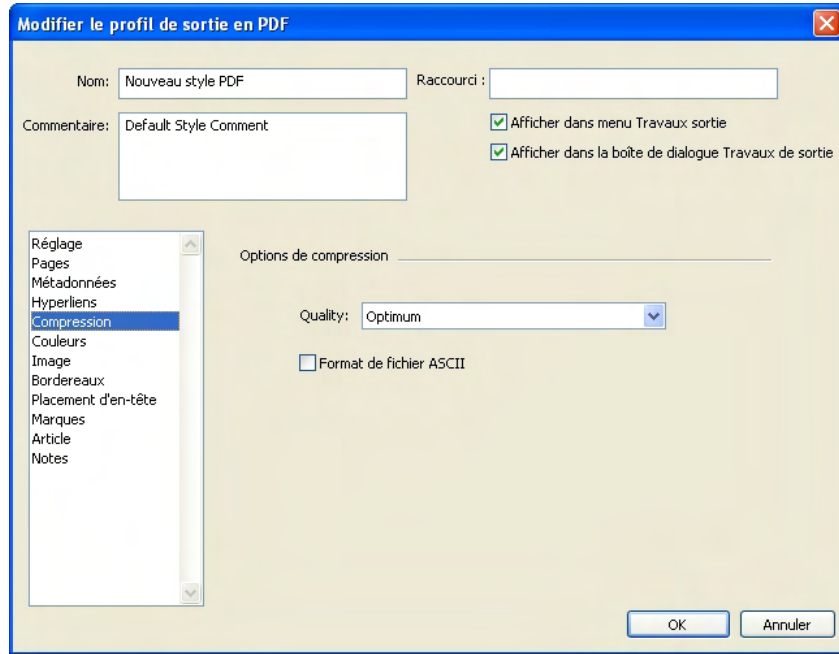 Modifier le profil de sortie en PDF
Nom: Nouveau style PDF
Raccourci :
Commentaire: Default Style Comment
Afficher dans menu Travaux sortie
Afficher dans la boîte de dialogue Travaux de sortie
Réglage
Pages
Métadonnées
Hyperliens
Compression
Couleurs
Image
Bordereaux
Placement d'en-tête
Marques
Article
Notes
Options de compression
Quality: Optimum
Format de fichier ASCII
OK
Annuler